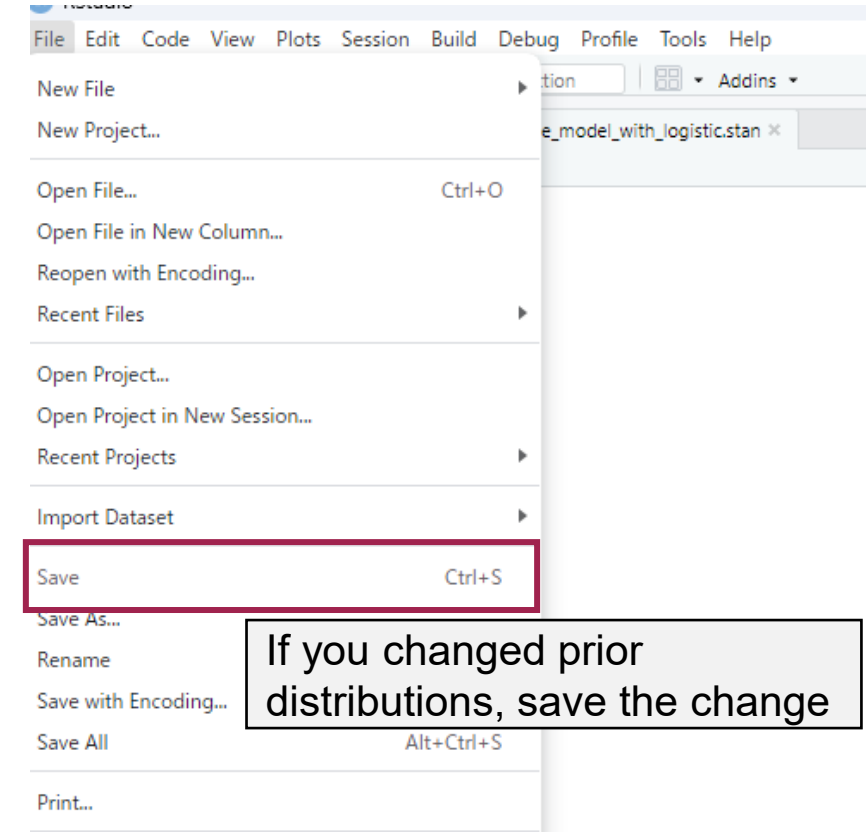 RStudio
File Edit Code View Plots Session Build Debug Profile Tools Help
New File
tion
Addins
New Project...
e_model_with_logistic.stan ×
Open File... Ctrl+O
Open File in New Column...
Reopen with Encoding...
Recent Files
Open Project...
Open Project in New Session...
Recent Projects
Import Dataset
Save Ctrl+S
Save As...
Rename
If you changed prior
distributions, save the change
Save with Encoding...
Save All Alt+Ctrl+S
Print...